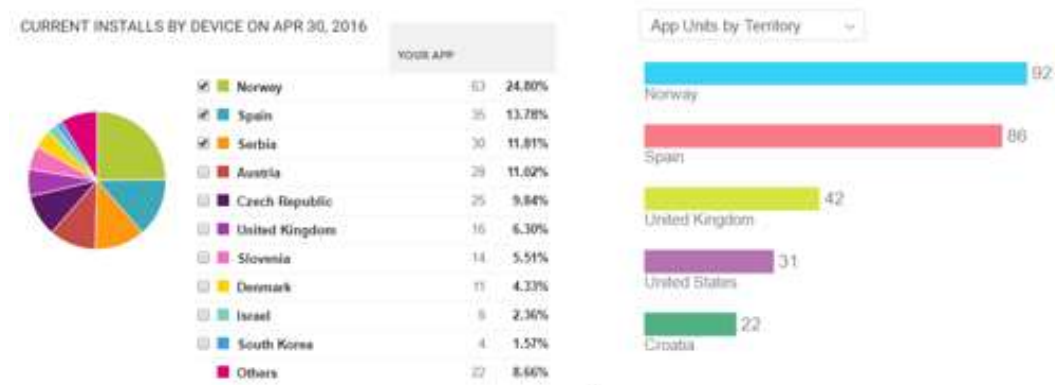 CURRENT INSTALLS BY DEVICE ON APR 30, 2016
YOUR APP
Norway 63 24.80%
Spain 35 13.78%
Serbia 30 11.81%
Austria 28 11.02%
Czech Republic 25 9.84%
United Kingdom 16 6.30%
Slovenia 14 5.51%
Denmark 11 4.33%
Israel 6 2.36%
South Korea 4 1.57%
Others 22 8.66%
App Units by Territory
92
Norway
86
Spain
42
United Kingdom
31
United States
22
Croatia